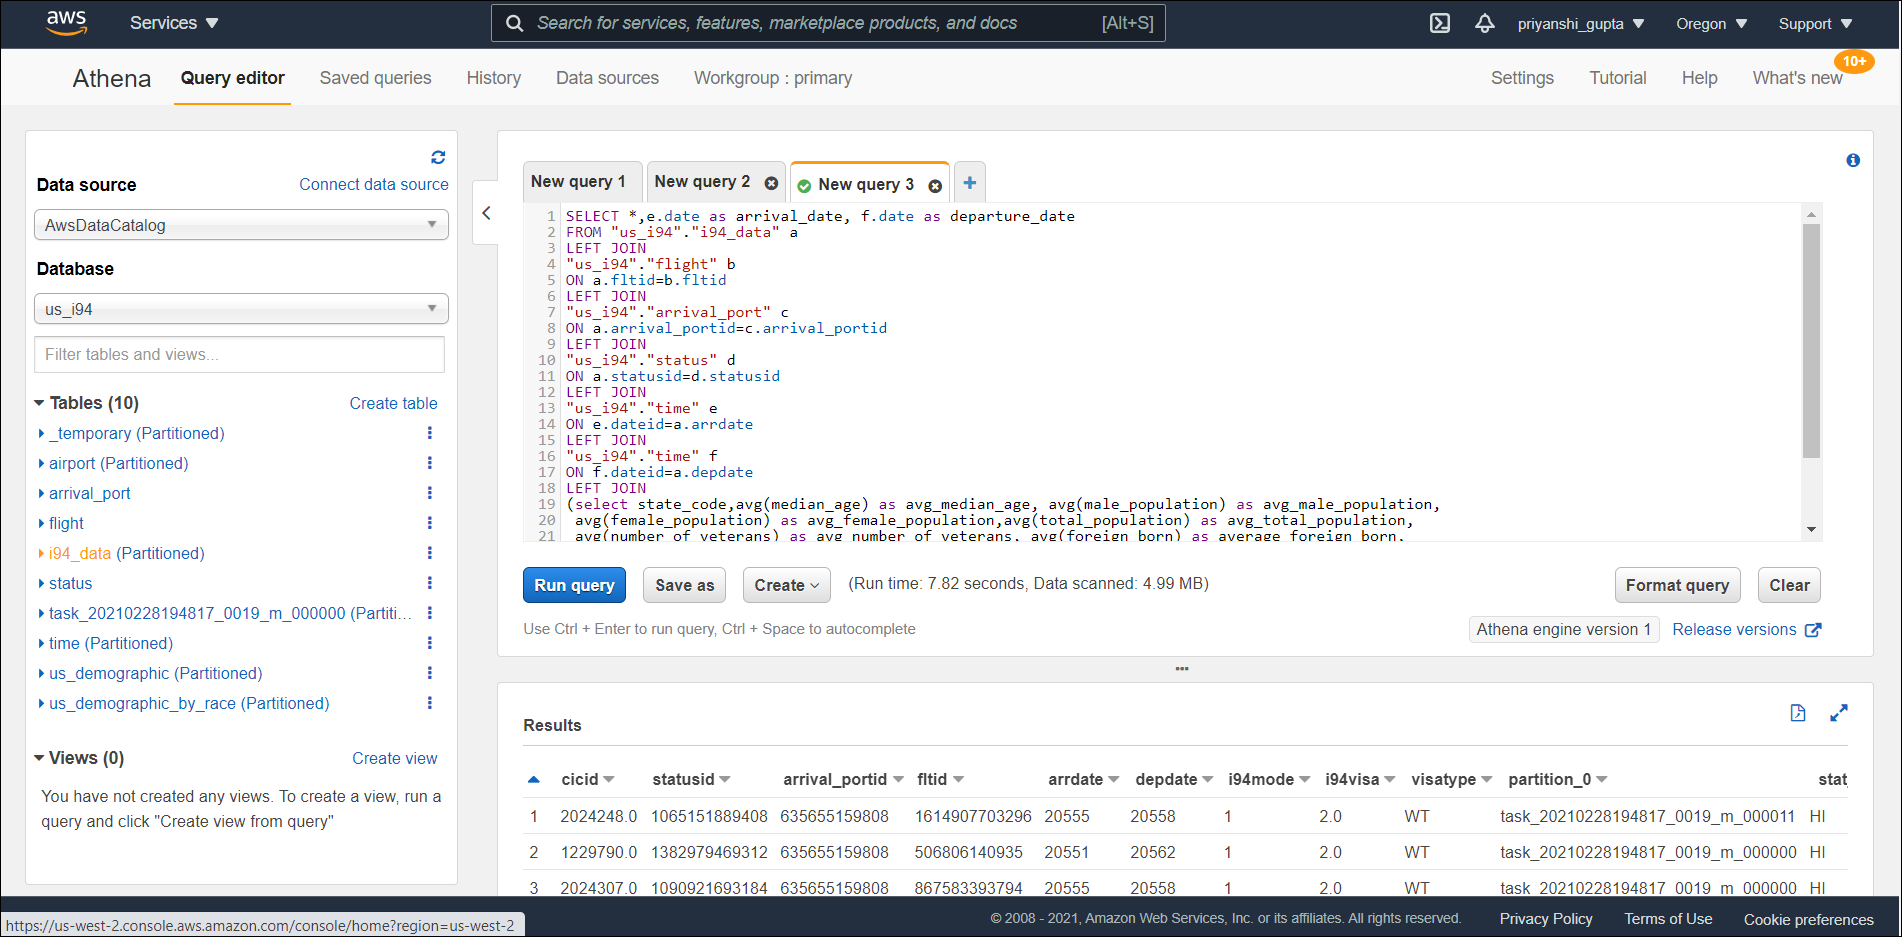 aws Services Search for services, features, marketplace products, and docs [Alt+S] priyanshi_gupta Oregon Support
Athena Query editor Saved queries History Data sources Workgroup : primary Settings Tutorial Help What's new 10+
Data source Connect data source
AwsDataCatalog
Database
us_i94
Filter tables and views...
Tables (10) Create table
_temporary (Partitioned)
airport (Partitioned)
arrival_port
flight
i94_data (Partitioned)
status
task_20210228194817_0019_m_000000 (Partiti...
time (Partitioned)
us_demographic (Partitioned)
us_demographic_by_race (Partitioned)
Views (0) Create view
You have not created any views. To create a view, run a
query and click "Create view from query"
New query 1 New query 2 New query 3 +
1 SELECT *,e.date as arrival_date, f.date as departure_date
2 FROM "us_i94"."i94_data" a
3 LEFT JOIN
4 "us_i94"."flight" b
5 ON a.fltid=b.fltid
6 LEFT JOIN
7 "us_i94"."arrival_port" c
8 ON a.arrival_portid=c.arrival_portid
9 LEFT JOIN
10 "us_i94"."status" d
11 ON a.statusid=d.statusid
12 LEFT JOIN
13 "us_i94"."time" e
14 ON e.dateid=a.arrdate
15 LEFT JOIN
16 "us_i94"."time" f
17 ON f.dateid=a.depdate
18 LEFT JOIN
19 (select state_code,avg(median_age) as avg_median_age, avg(male_population) as avg_male_population,
20 avg(female_population) as avg_female_population,avg(total_population) as avg_total_population,
21 avg(number_of_veterans) as avg_number_of_veterans, avg(foreign_born) as average_foreign_born,
Run query Save as Create (Run time: 7.82 seconds, Data scanned: 4.99 MB) Format query Clear
Use Ctrl + Enter to run query, Ctrl + Space to autocomplete Athena engine version 1 Release versions
Results
cicid statusid arrival_portid fltid arrdate depdate i94mode i94visa visatype partition_0 stat
1 2024248.0 1065151889408 635655159808 1614907703296 20555 20558 1 2.0 WT task_20210228194817_0019_m_000011 HI
2 1229790.0 1382979469312 635655159808 506806140935 20551 20562 1 2.0 WT task_20210228194817_0019_m_000000 HI
3 2024307.0 1090921693184 635655159808 867583393794 20555 20558 1 2.0 WT task_20210228194817_0019_m_000000 HI
https://us-west-2.console.aws.amazon.com/console/home?region=us-west-2 © 2008 - 2021, Amazon Web Services, Inc. or its affiliates. All rights reserved. Privacy Policy Terms of Use Cookie preferences